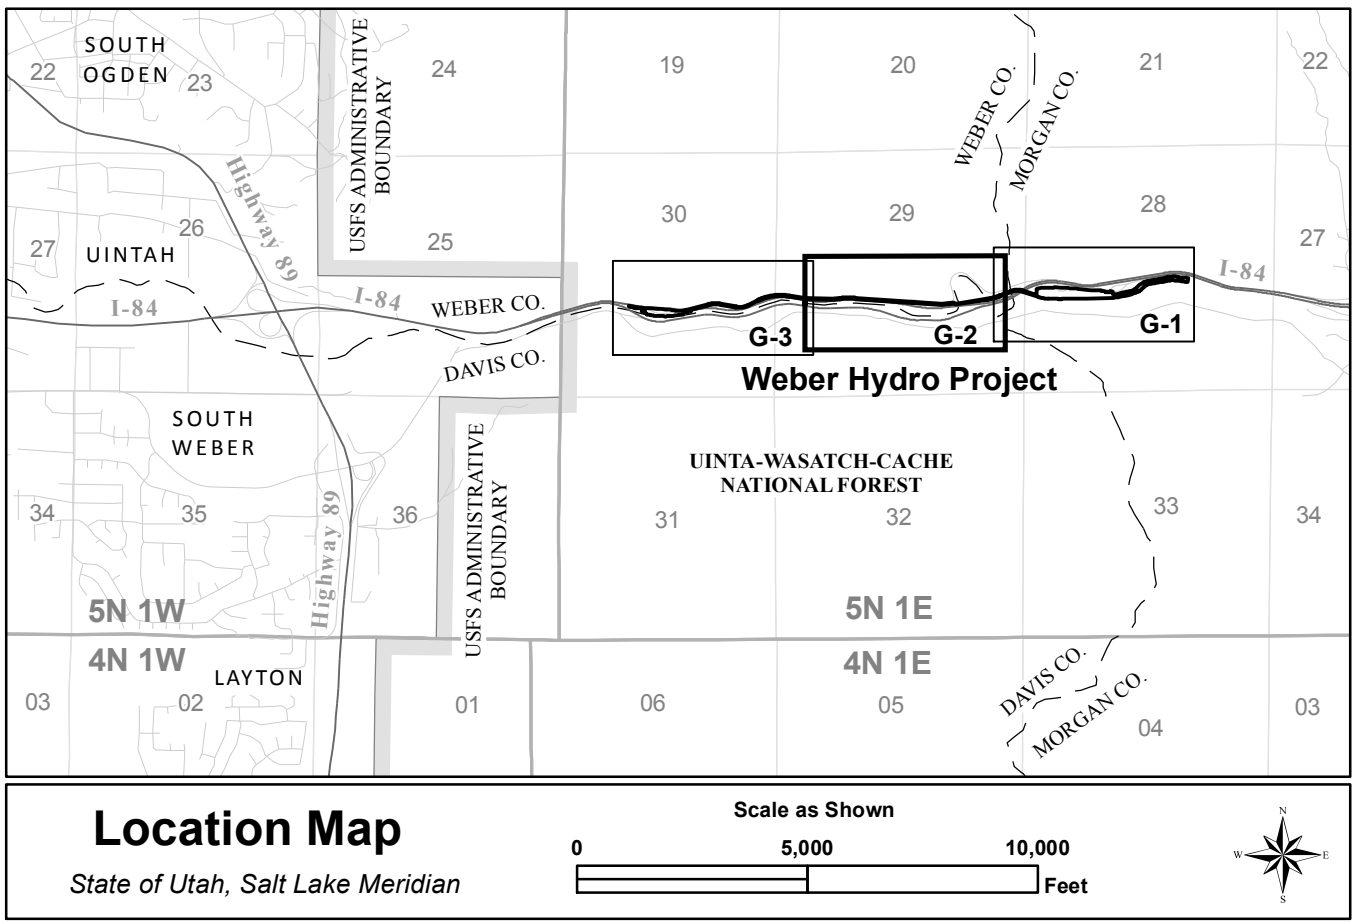 SOUTH
OGDEN
22
23
24
19
20
21
22
USFS ADMINISTRATIVE
BOUNDARY
WEBER CO.
MORGAN CO.
Highway 89
27
UINTAH
26
25
30
29
28
27
I-84
I-84
WEBER CO.
DAVIS CO.
I-84
G-3
G-2
G-1
Weber Hydro Project
SOUTH
WEBER
UINTA-WASATCH-CACHE
NATIONAL FOREST
34
35
36
31
32
33
34
Highway 89
USFS ADMINISTRATIVE
BOUNDARY
5N 1W
5N 1E
4N 1W
4N 1E
LAYTON
DAVIS CO.
MORGAN CO.
03
02
01
06
05
04
03
Location Map
State of Utah, Salt Lake Meridian
Scale as Shown
0 5,000 10,000
Feet
N
W E
S